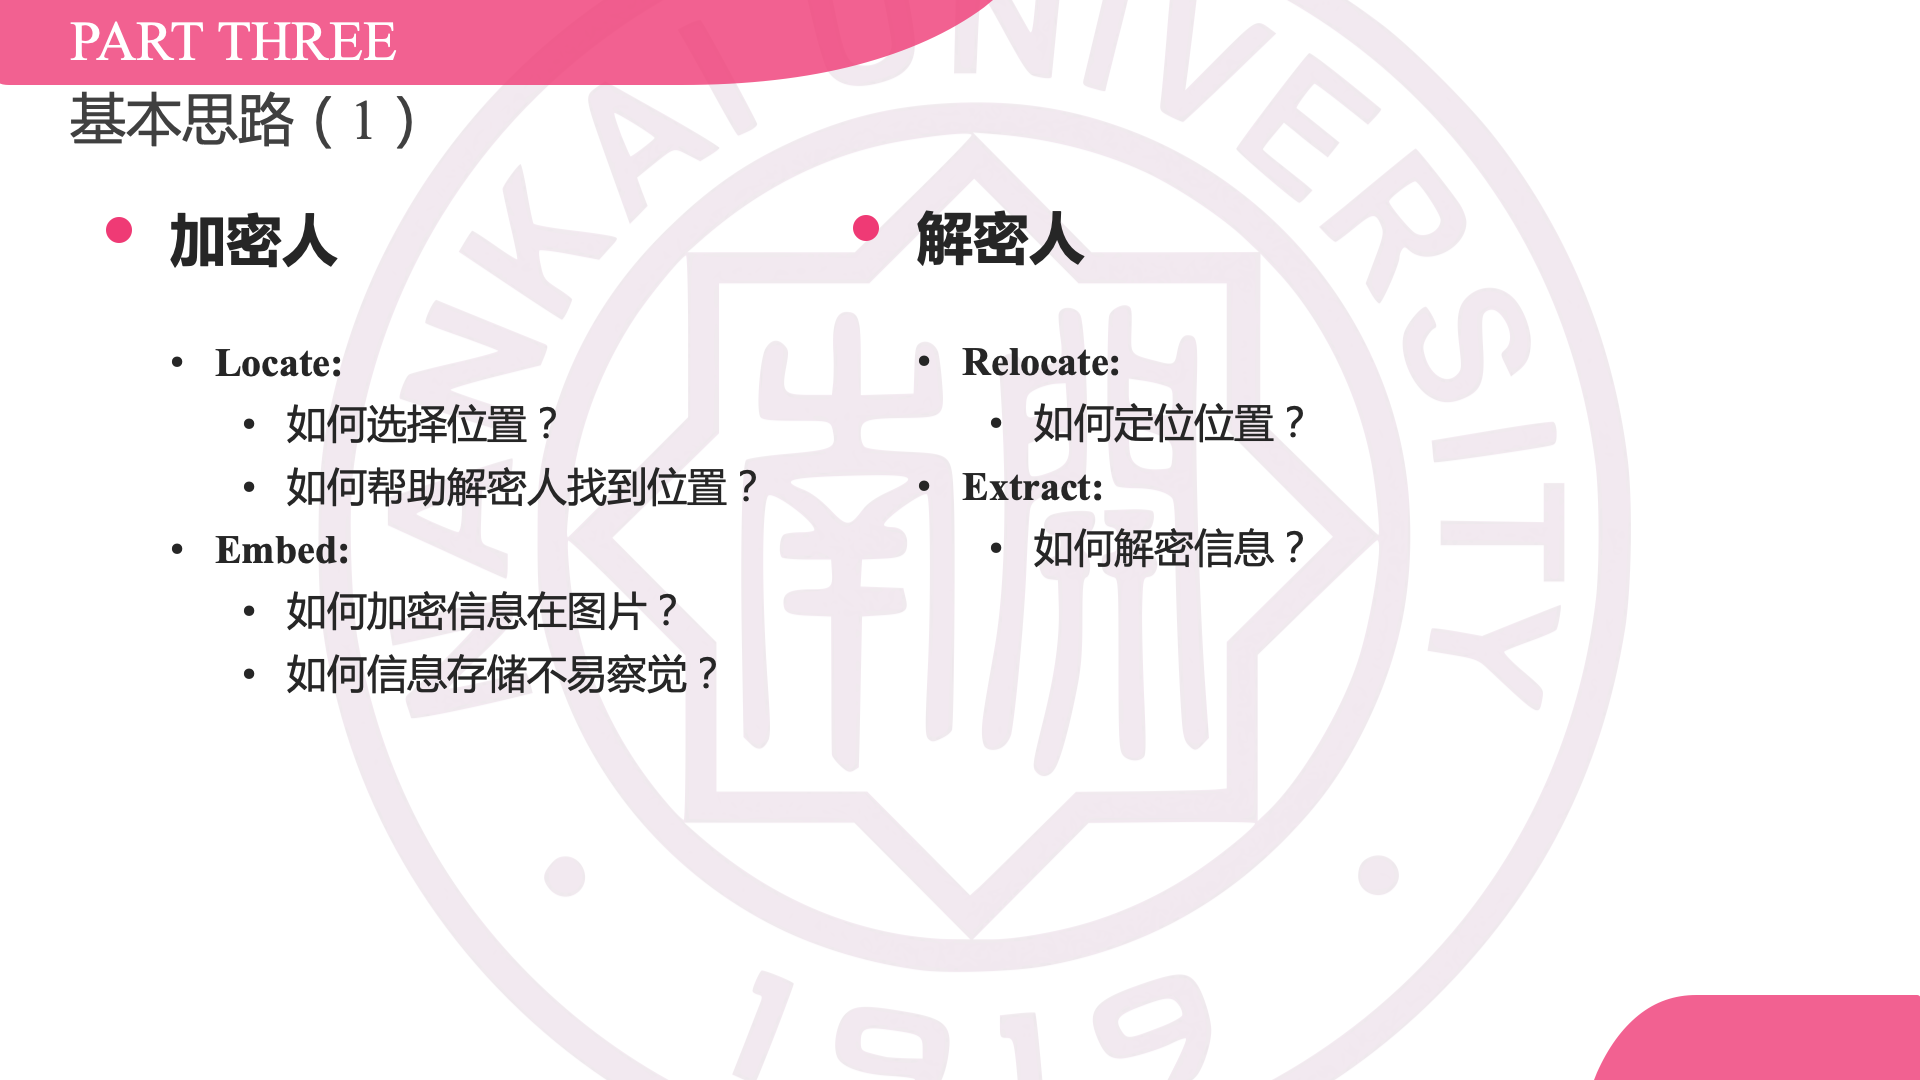 PART THREE
基本思路（1）
加密人
Locate:
如何选择位置？
如何帮助解密人找到位置？
Embed:
如何加密信息在图片？
如何信息存储不易察觉？
解密人
Relocate:
如何定位位置？
Extract:
如何解密信息？
NANKAI UNIVERSITY
南開
1919